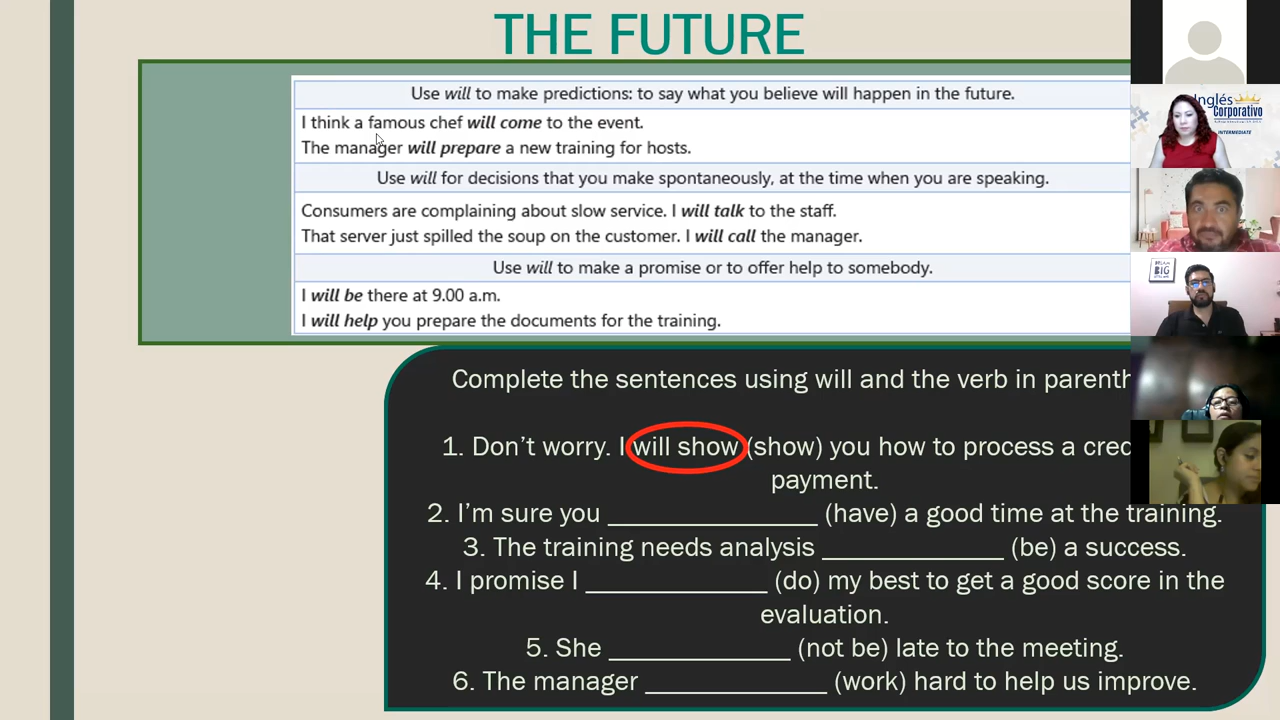 THE FUTURE
Use will to make predictions: to say what you believe will happen in the future.
I think a famous chef will come to the event.
The manager will prepare a new training for hosts.
Use will for decisions that you make spontaneously, at the time when you are speaking.
Consumers are complaining about slow service. I will talk to the staff.
That server just spilled the soup on the customer. I will call the manager.
Use will to make a promise or to offer help to somebody.
I will be there at 9.00 a.m.
I will help you prepare the documents for the training.
Complete the sentences using will and the verb in parenth
1. Don't worry. I will show (show) you how to process a cred
payment.
2. I'm sure you ______________ (have) a good time at the training.
3. The training needs analysis ____________ (be) a success.
4. I promise I ____________ (do) my best to get a good score in the
evaluation.
5. She ____________ (not be) late to the meeting.
6. The manager ____________ (work) hard to help us improve.
Inglés
Corporativo
INTERMEDIATE
BIG